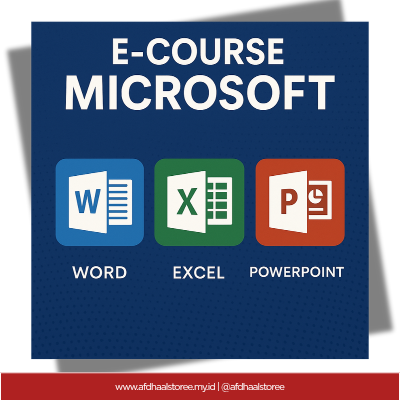 E-COURSE
MICROSOFT
W X P
WORD EXCEL POWERPOINT
www.afdhaalstoree.my.id | @afdhaalstoree